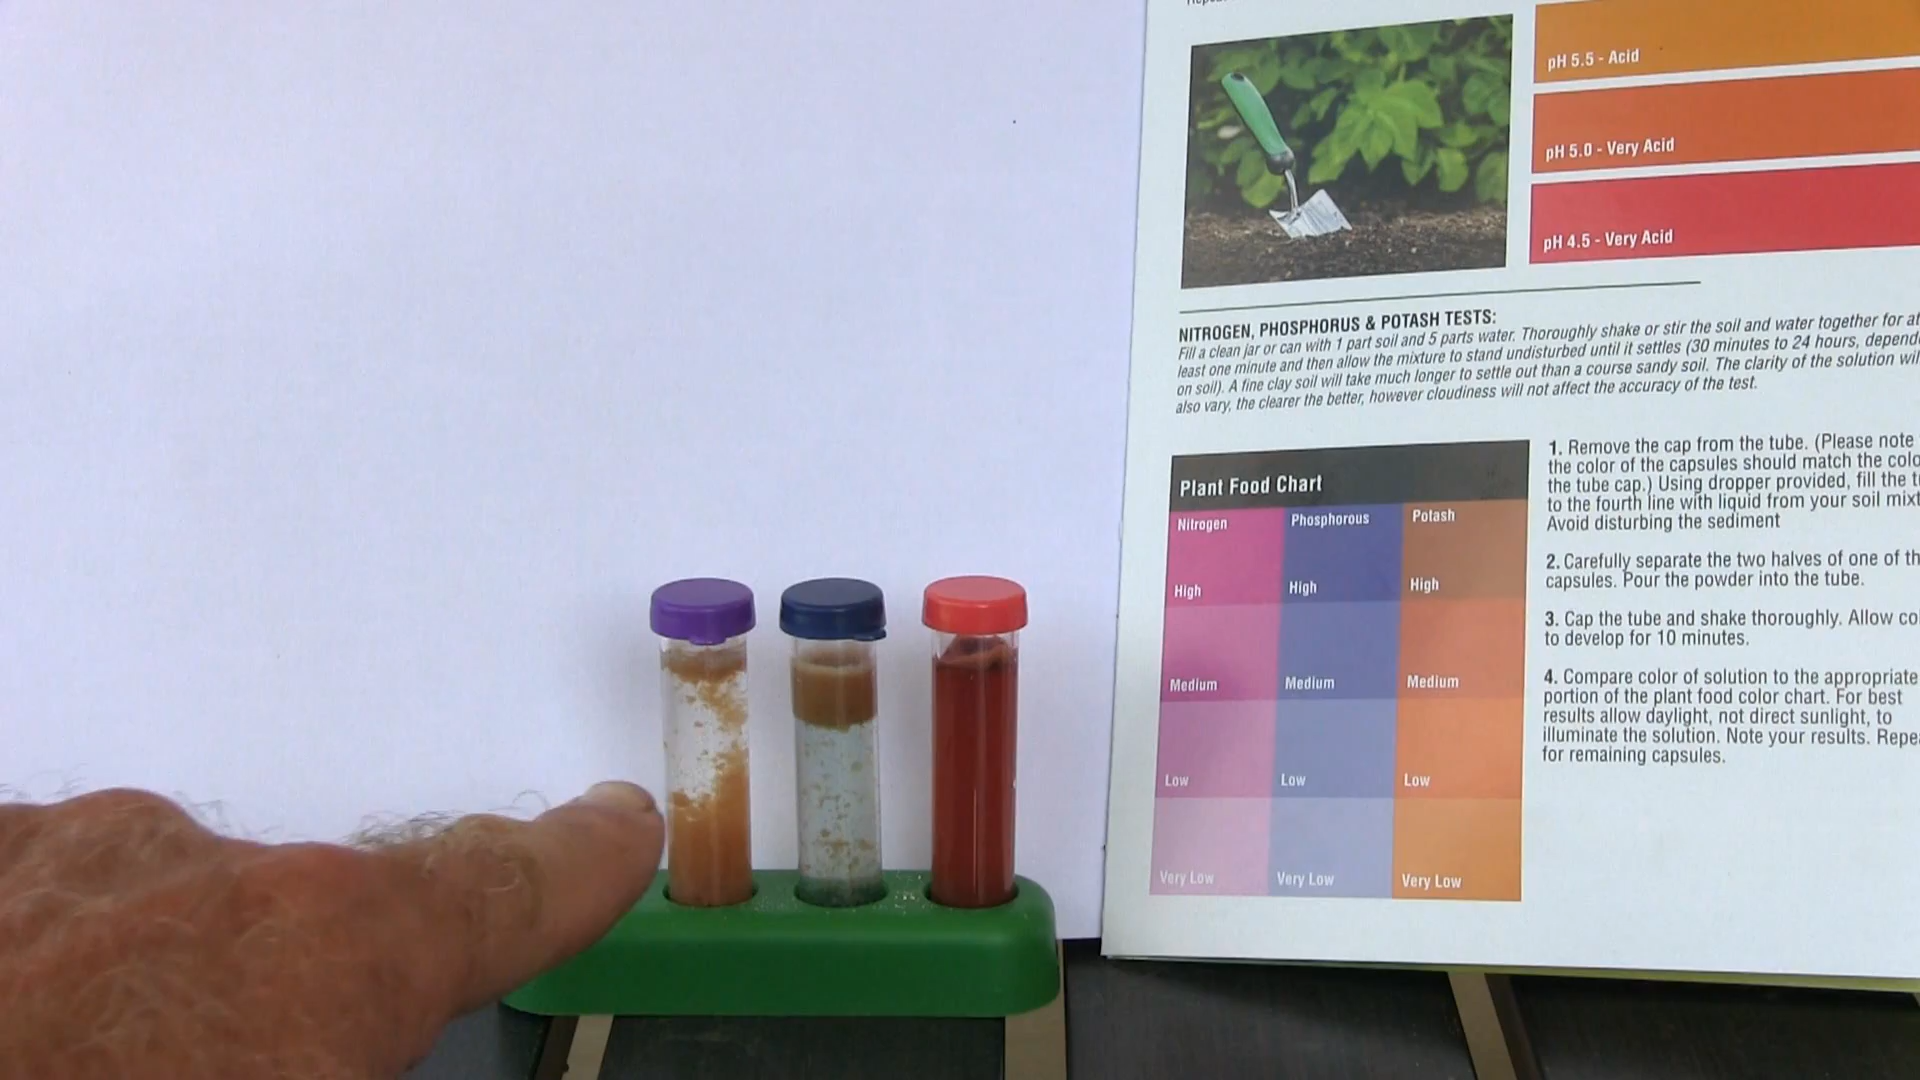 pH 5.5 - Acid
pH 5.0 - Very Acid
pH 4.5 - Very Acid
NITROGEN, PHOSPHORUS & POTASH TESTS:
Fill a clean jar or can with 1 part soil and 5 parts water. Thoroughly shake or stir the soil and water together for at
least one minute and then allow the mixture to stand undisturbed until it settles (30 minutes to 24 hours, depend
on soil). A fine clay soil will take much longer to settle out than a course sandy soil. The clarity of the solution wil
also vary, the clearer the better, however cloudiness will not affect the accuracy of the test.
Plant Food Chart
Nitrogen Phosphorous Potash
High High High
Medium Medium Medium
Low Low Low
Very Low Very Low Very Low
1. Remove the cap from the tube. (Please note
the color of the capsules should match the colo
the tube cap.) Using dropper provided, fill the t
to the fourth line with liquid from your soil mixt
Avoid disturbing the sediment
2. Carefully separate the two halves of one of th
capsules. Pour the powder into the tube.
3. Cap the tube and shake thoroughly. Allow co
to develop for 10 minutes.
4. Compare color of solution to the appropriate
portion of the plant food color chart. For best
results allow daylight, not direct sunlight, to
illuminate the solution. Note your results. Repe
for remaining capsules.